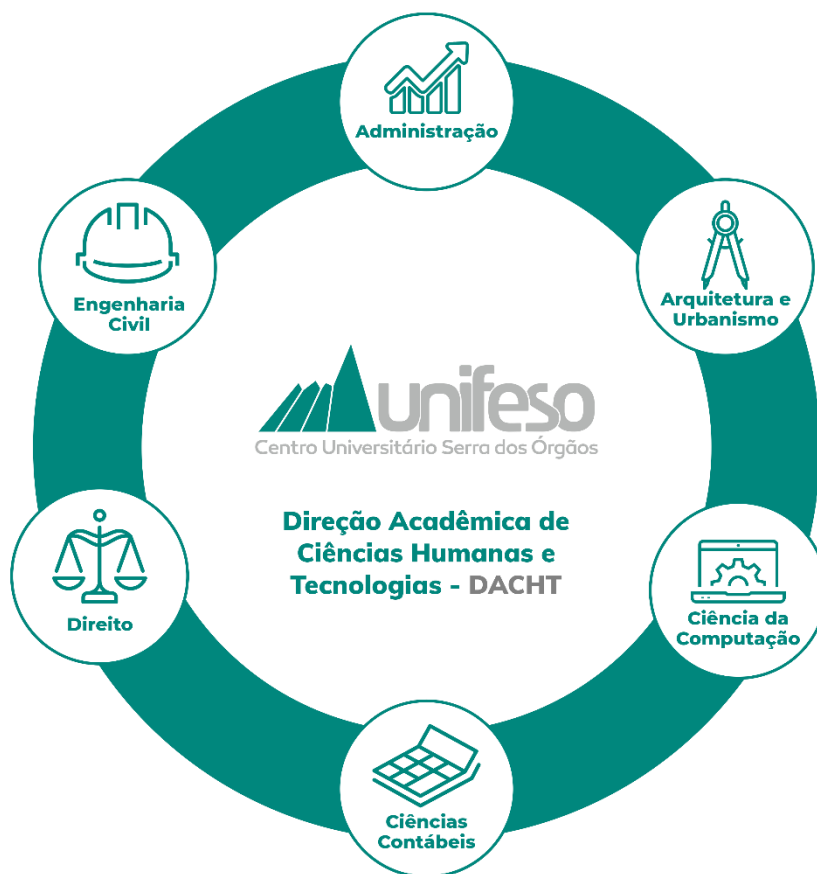 Administração
Arquitetura e
Urbanismo
Engenharia
Civil
unifeso
Centro Universitário Serra dos Órgãos
Direção Acadêmica de
Ciências Humanas e
Tecnologias - DACHT
Direito
Ciência da
Computação
Ciências
Contábeis